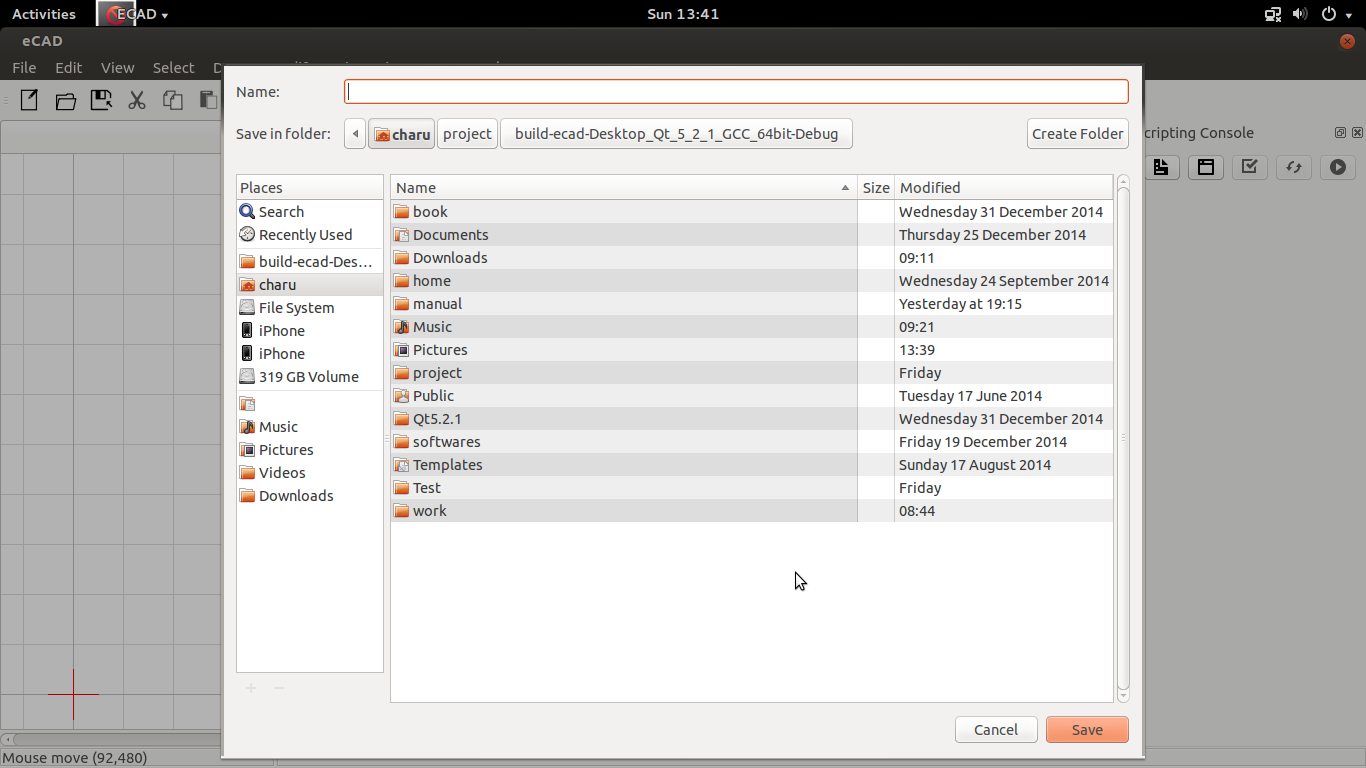 Activities ECAD Sun 13:41
eCAD
File Edit View Select
Name:
Save in folder: charu project build-ecad-Desktop_Qt_5_2_1_GCC_64bit-Debug Create Folder
cripting Console
Places Name Size Modified
Search book Wednesday 31 December 2014
Recently Used Documents Thursday 25 December 2014
build-ecad-Des... Downloads 09:11
charu home Wednesday 24 September 2014
File System manual Yesterday at 19:15
iPhone Music 09:21
iPhone Pictures 13:39
319 GB Volume project Friday
Public Tuesday 17 June 2014
Music Qt5.2.1 Wednesday 31 December 2014
Pictures softwares Friday 19 December 2014
Videos Templates Sunday 17 August 2014
Downloads Test Friday
work 08:44
Cancel Save
Mouse move (92,480)